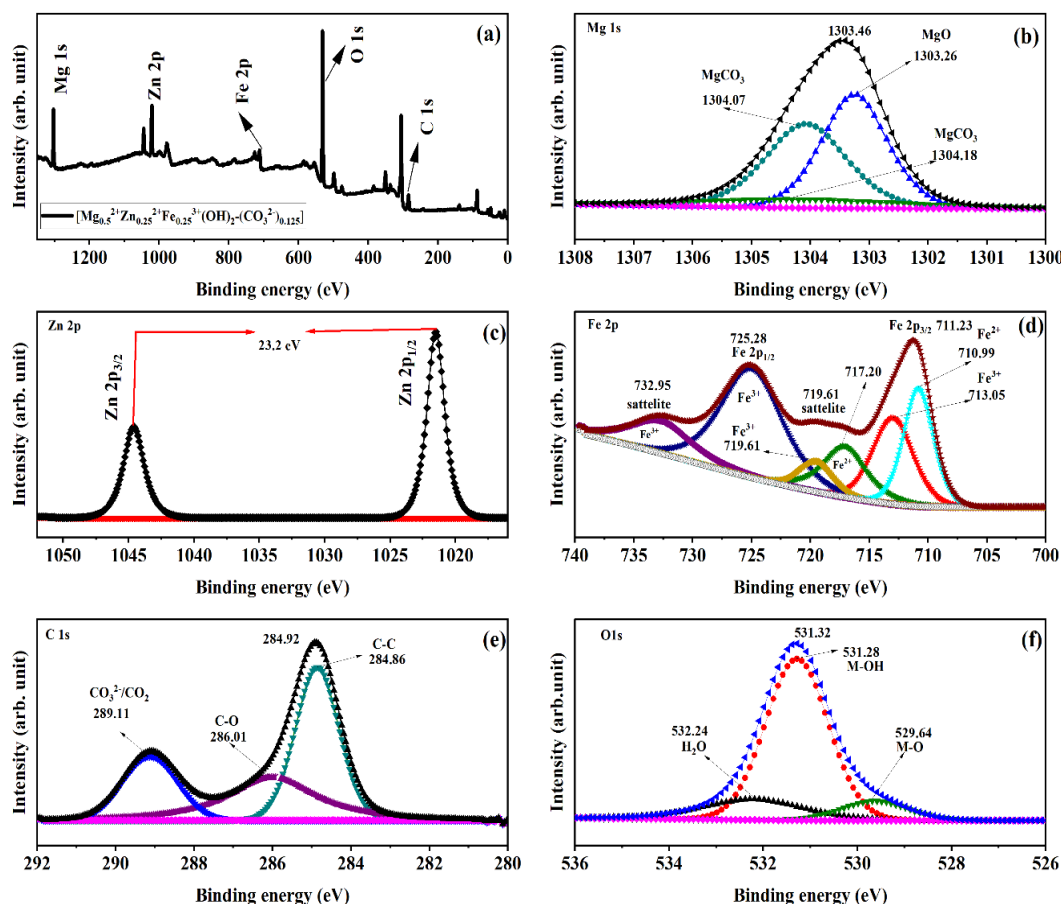 (a)
Mg 1s
Zn 2p
Fe 2p
O 1s
C 1s
[Mg0.5²⁺Zn0.25²⁺Fe0.25³⁺(OH)2-(CO3²⁻)0.125]
Intensity (arb. unit)
1200 1000 800 600 400 200 0
Binding energy (eV)
Mg 1s
(b)
1303.46
MgO
1303.26
MgCO3
1304.07
MgCO3
1304.18
Intensity (arb. unit)
1308 1307 1306 1305 1304 1303 1302 1301 1300
Binding energy (eV)
Zn 2p
(c)
23,2 eV
Zn 2p3/2
Zn 2p1/2
Intensity (arb. unit)
1050 1045 1040 1035 1030 1025 1020
Binding energy (eV)
Fe 2p
(d)
Fe 2p3/2 711.23
Fe²⁺
710.99
Fe³⁺
713.05
725.28
Fe 2p1/2
Fe³⁺
717.20
732.95
sattelite
Fe³⁺
719.61
sattelite
Fe³⁺
719.61
Fe²⁺
Intensity (arb. unit)
740 735 730 725 720 715 710 705 700
Binding energy (eV)
C 1s
(e)
284.92
C-C
284.86
CO3²⁻/CO2
289.11
C-O
286.01
Intensity (arb. unit)
292 290 288 286 284 282 280
Binding energy (eV)
O1s
(f)
531.32
531.28
M-OH
532.24
H2O
529.64
M-O
Intensity (arb.unit)
536 534 532 530 528 526
Binding energy (eV)